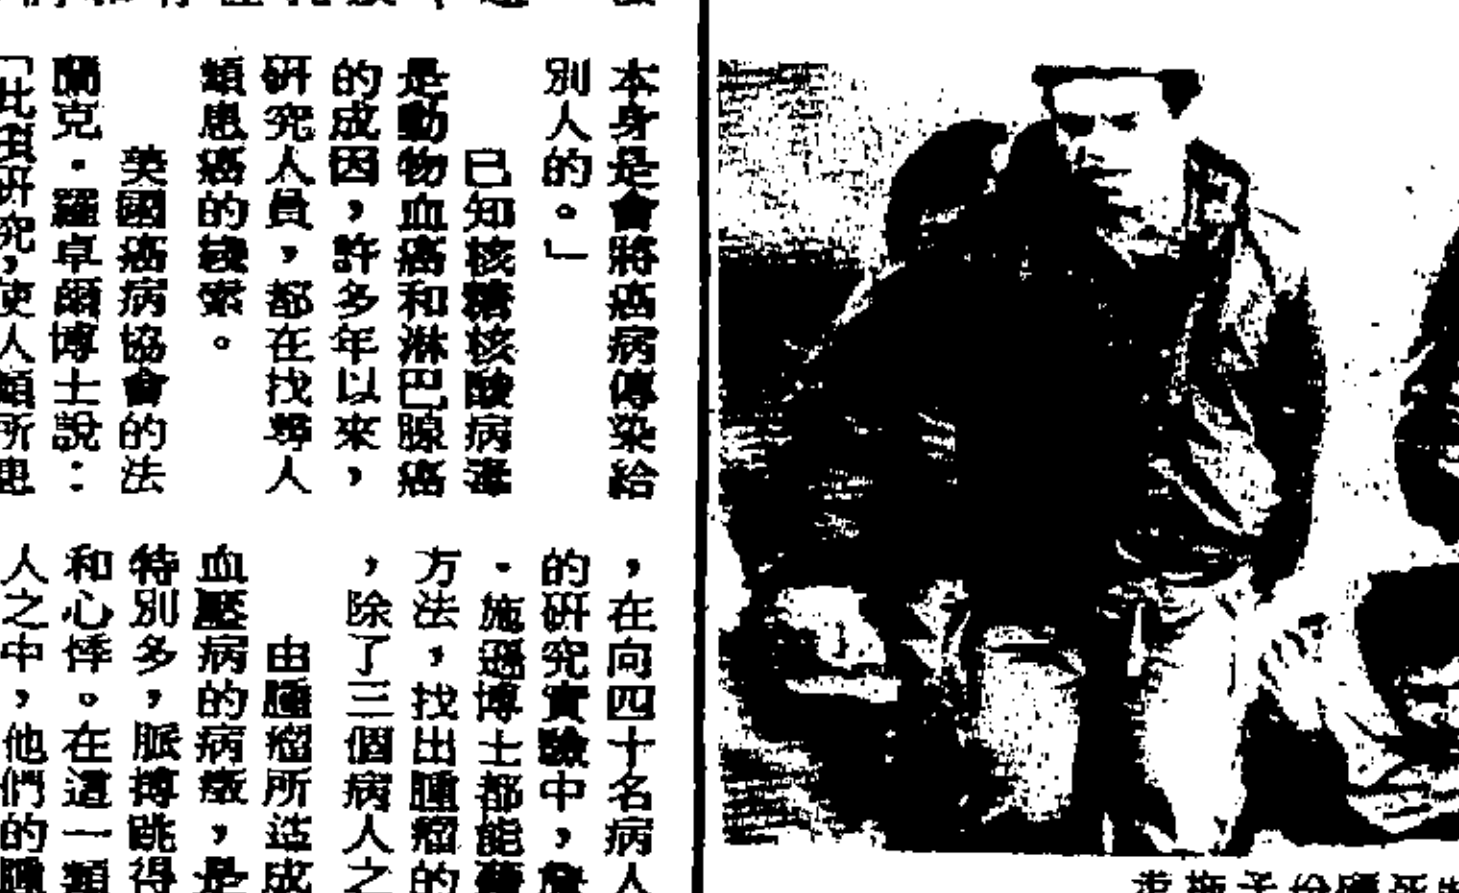 本身是會將癌病傳染給
別人的。」
已知核糖核酸病毒
是動物血癌和淋巴腺癌
的成因，許多年以來，
研究人員，都在找尋人
類患癌的綫索。
美國癌病協會的法
蘭克・羅卓爾博士說：
「此項研究，使人類所患
，在向四十名病人
的研究實驗中，詹
・施遜博士都能藉
方法，找出腫瘤的
，除了三個病人之
由腫瘤所造成
血壓病的病癥，是
特別多，脈搏跳得
和心悸。在這一類
人之中，他們的腫